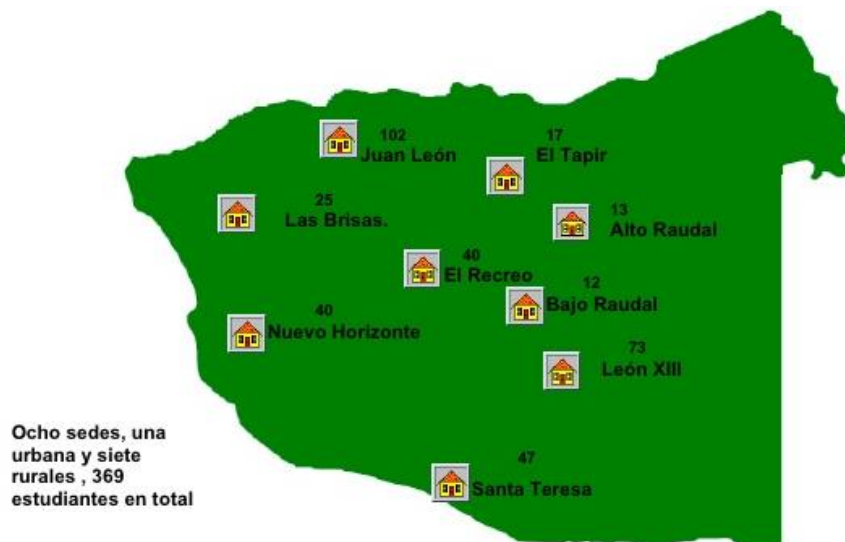 102
Juan León
17
El Tapir
25
Las Brisas.
13
Alto Raudal
40
El Recreo
12
Bajo Raudal
40
Nuevo Horizonte
73
León XIII
Ocho sedes, una
urbana y siete
rurales , 369
estudiantes en total
47
Santa Teresa